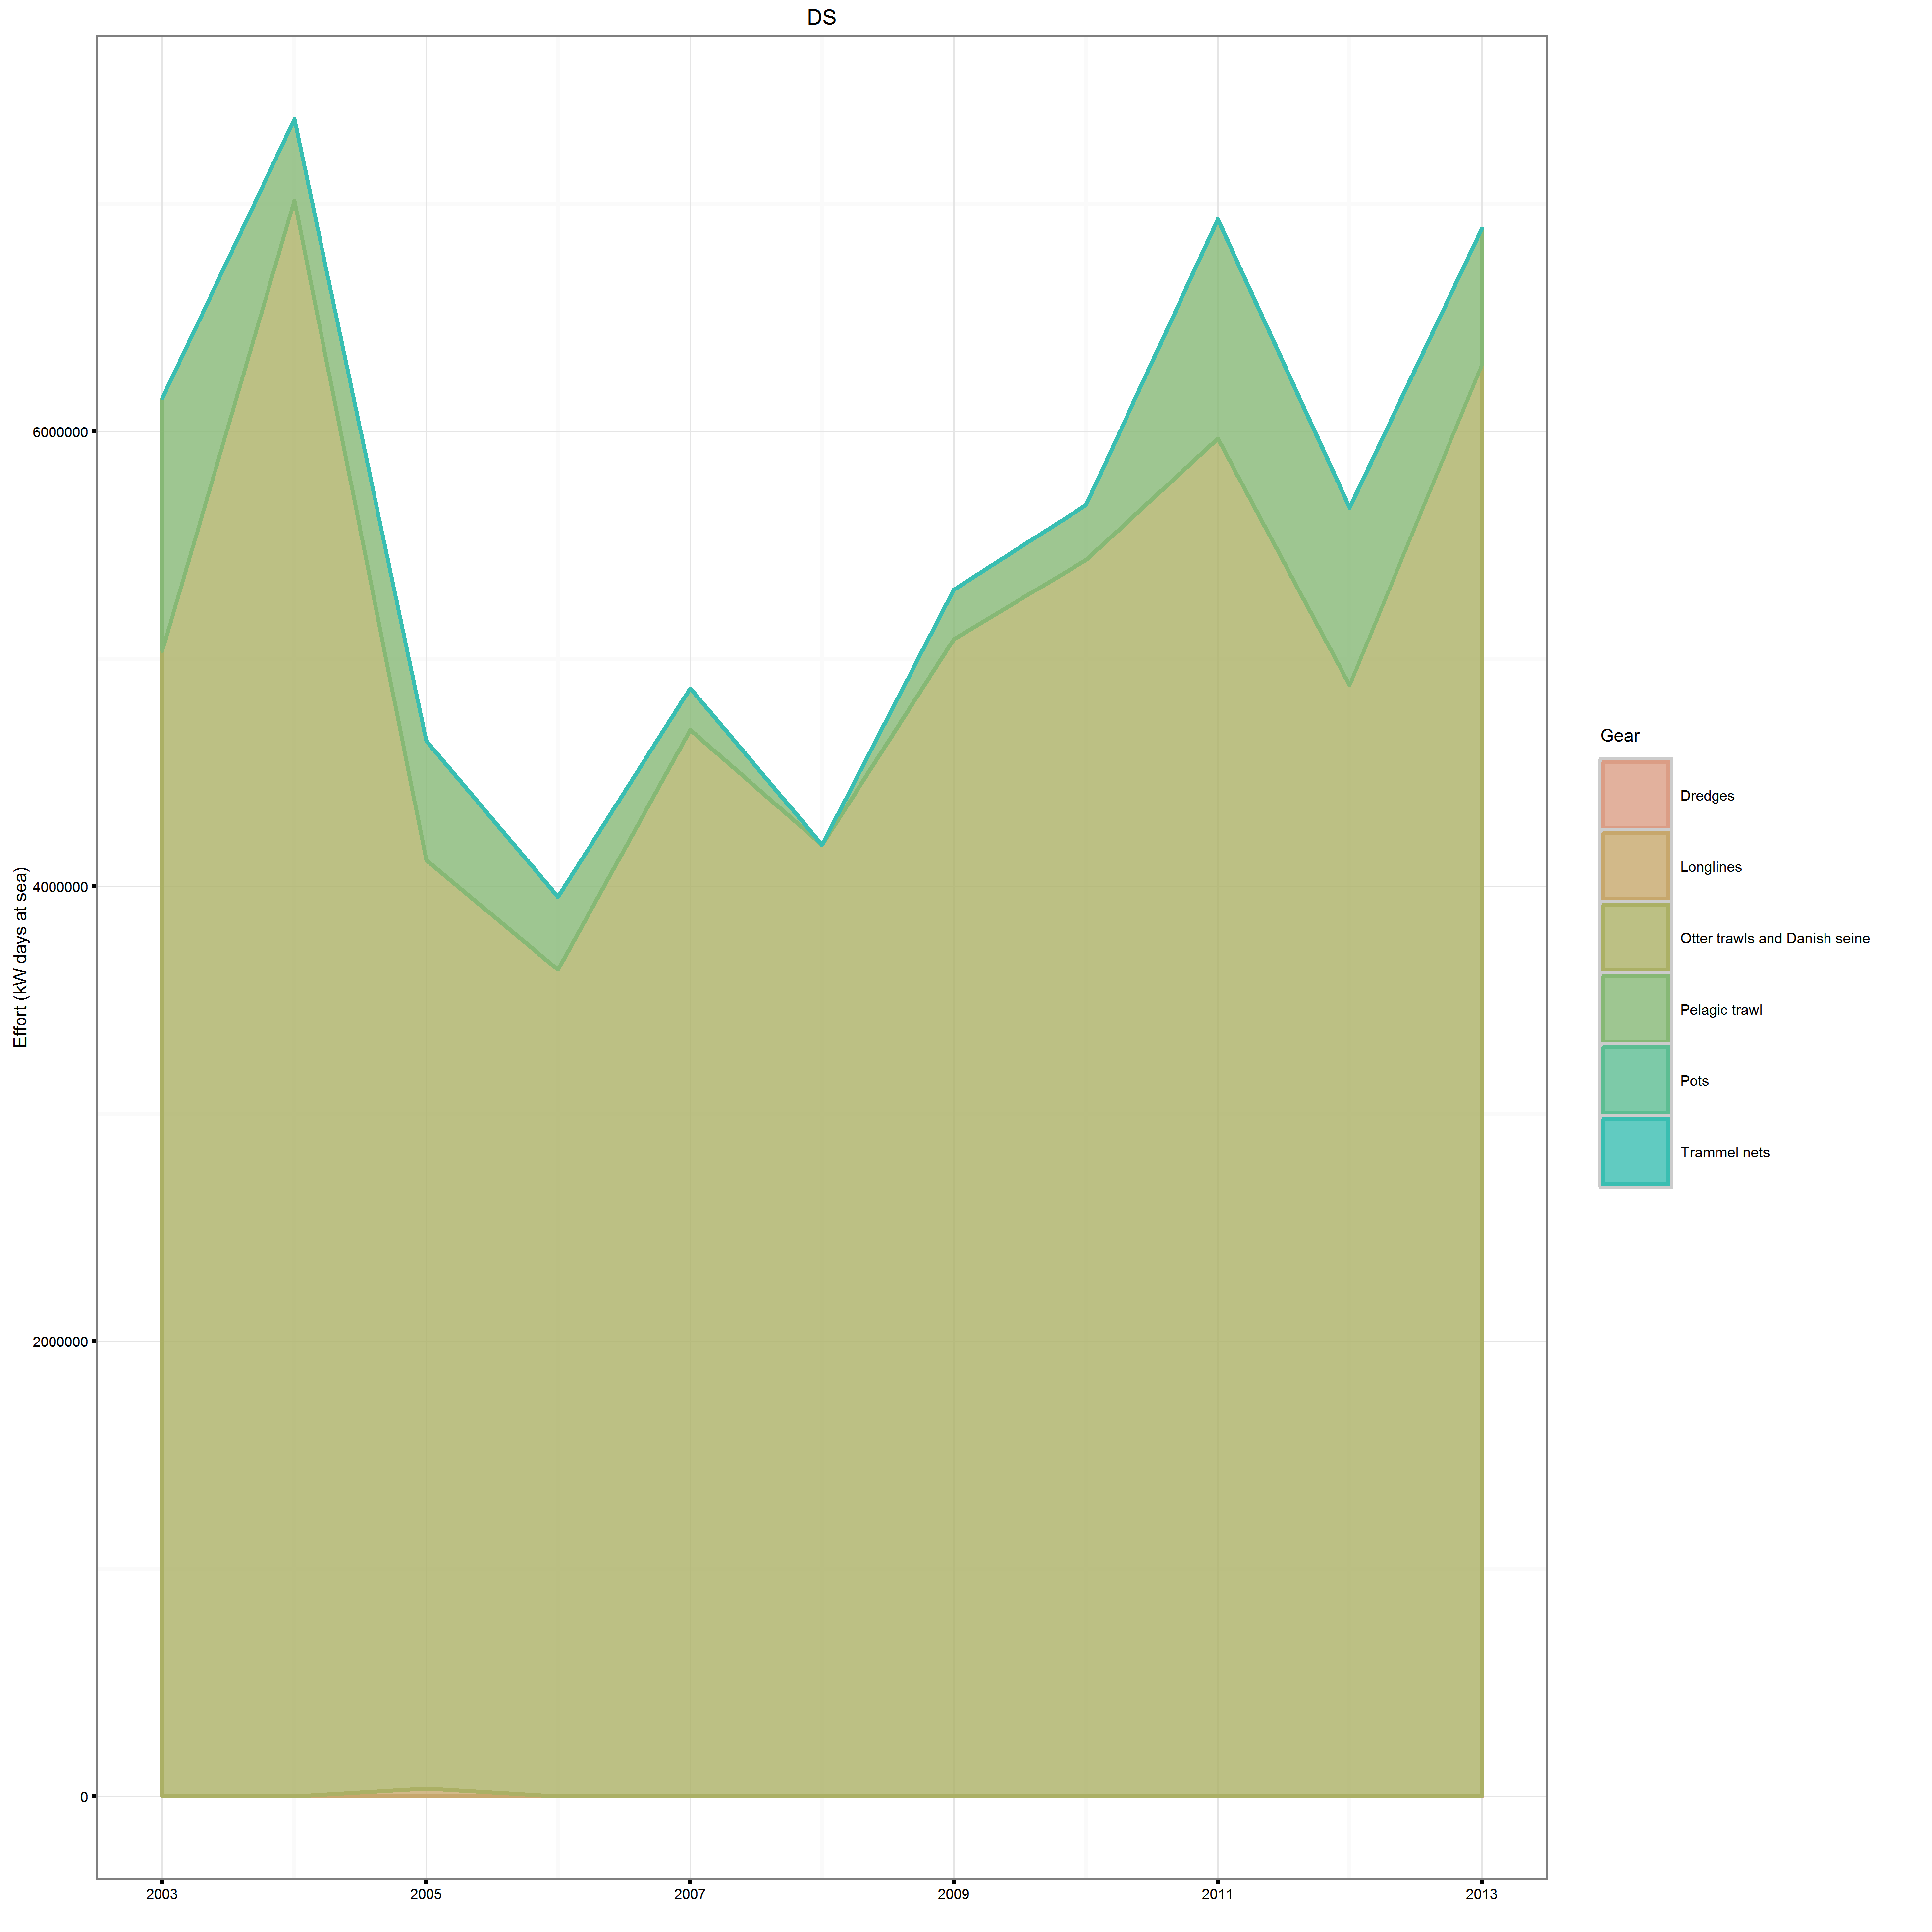 DS
Effort (kW days at sea)
6000000
4000000
2000000
0
2003 2005 2007 2009 2011 2013
Gear
Dredges
Longlines
Otter trawls and Danish seine
Pelagic trawl
Pots
Trammel nets